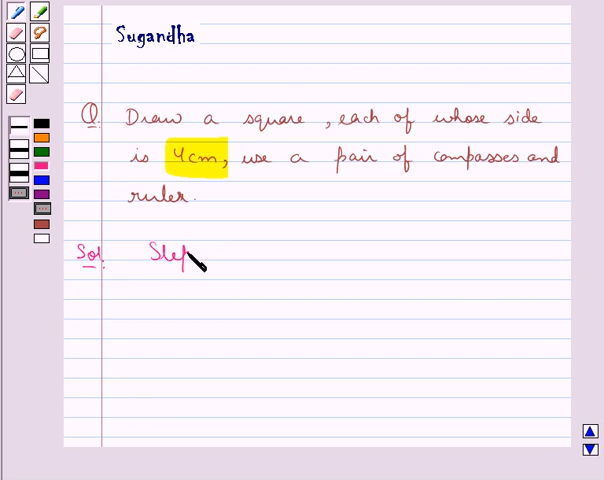 Sugandha
Q. Draw a square, each of whose side
is 4cm, use a pair of compasses and
ruler.
Sol. Step